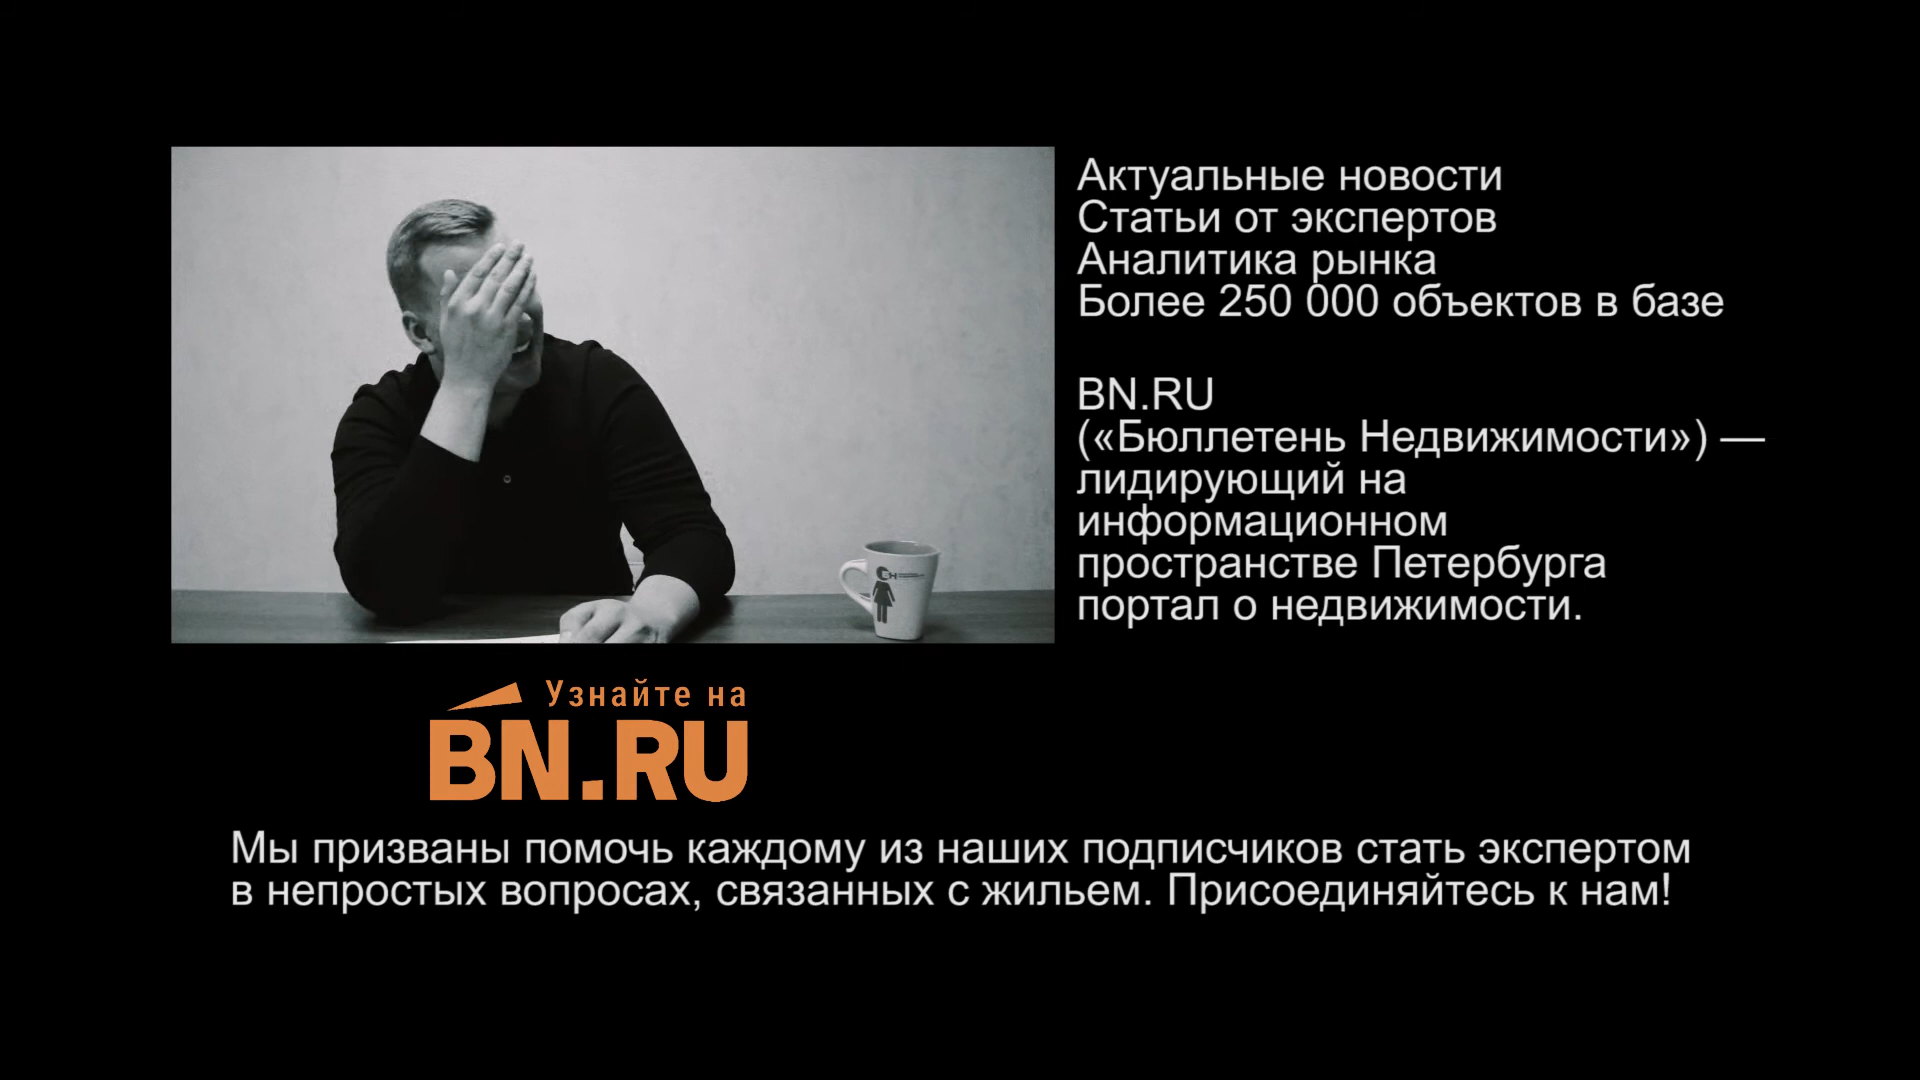 Актуальные новости
Статьи от экспертов
Аналитика рынка
Более 250 000 объектов в базе
BN.RU
(«Бюллетень Недвижимости») —
лидирующий на
информационном
пространстве Петербурга
портал о недвижимости.
Узнайте на
BN.RU
Мы призваны помочь каждому из наших подписчиков стать экспертом
в непростых вопросах, связанных с жильем. Присоединяйтесь к нам!